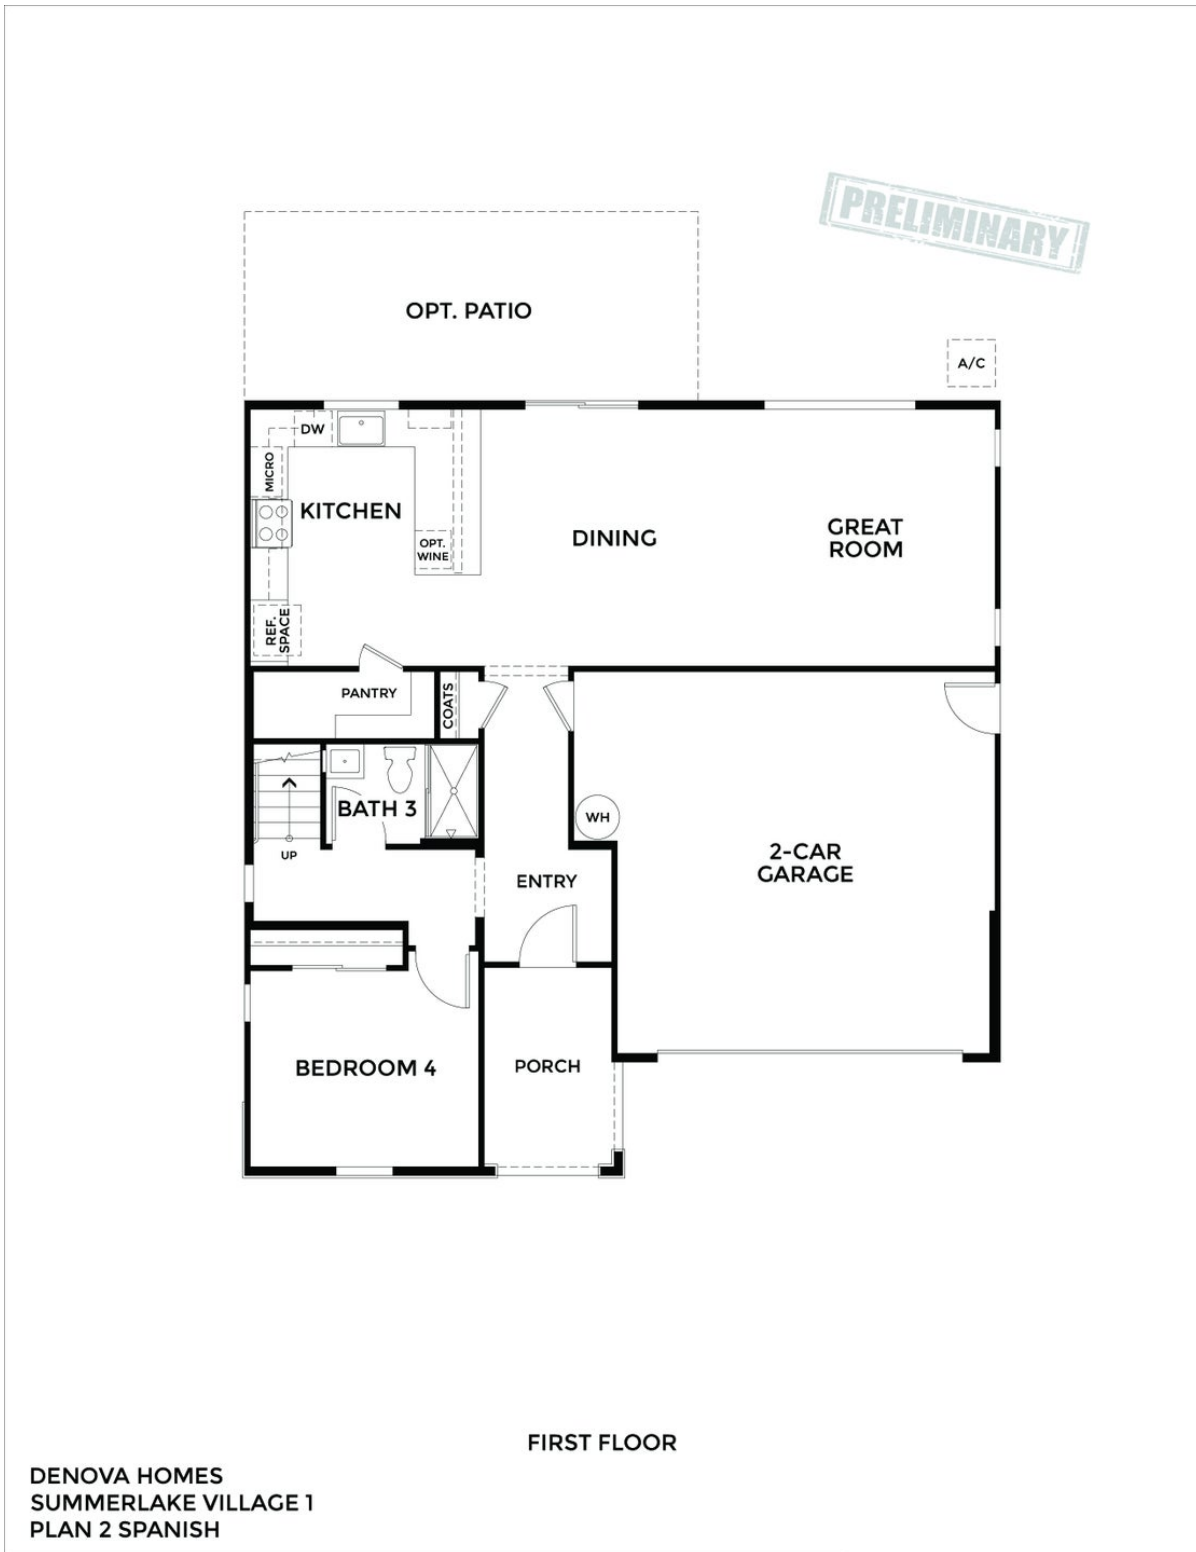 PRELIMINARY
OPT. PATIO
A/C
DW
MICRO
KITCHEN
OPT.
WINE
DINING
GREAT
ROOM
REF.
SPACE
PANTRY
COATS
BATH 3
UP
WH
ENTRY
2-CAR
GARAGE
BEDROOM 4
PORCH
FIRST FLOOR
DENOVA HOMES
SUMMERLAKE VILLAGE 1
PLAN 2 SPANISH